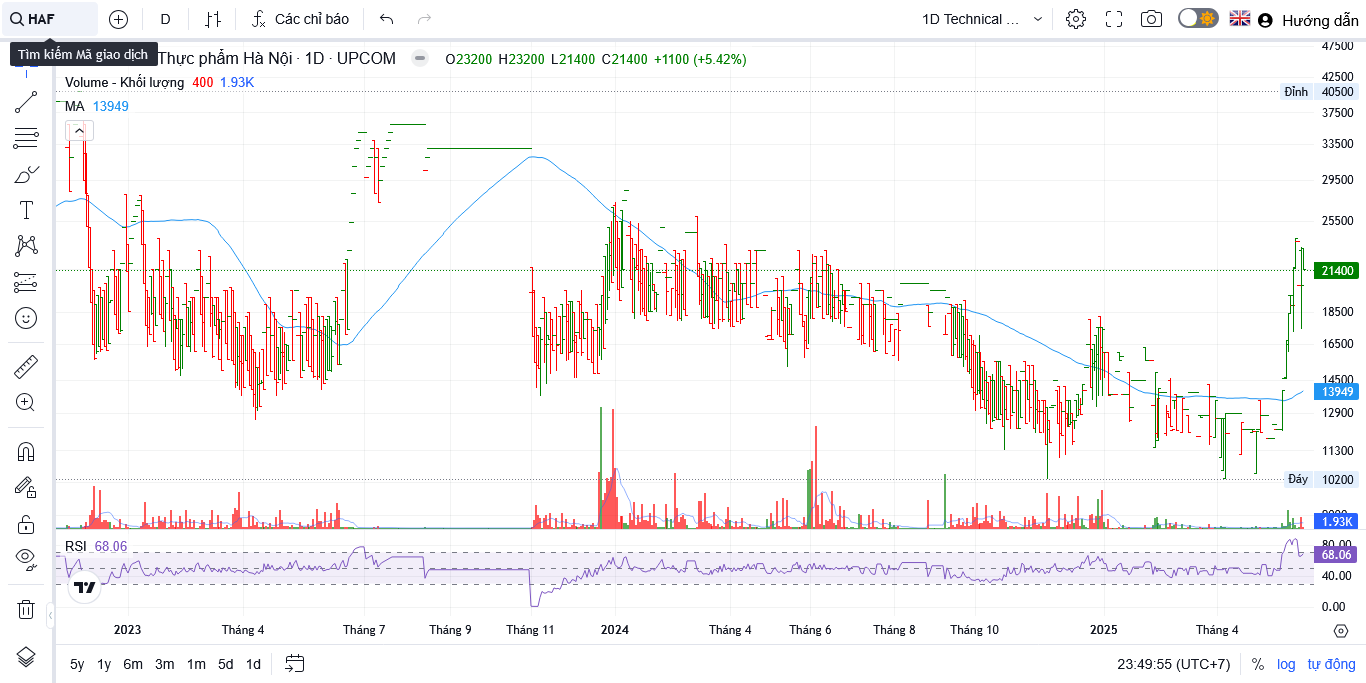 HAF
D
Các chỉ báo
1D Technical ...
Hướng dẫn
Tìm kiếm Mã giao dịch
Thực phẩm Hà Nội · 1D · UPCOM
O23200 H23200 L21400 C21400 +1100 (+5.42%)
Volume - Khối lượng 400 1.93K
MA 13949
47500
42500
Đỉnh 40500
37500
33500
29500
25500
21400
18500
16500
14500
13949
12900
11300
Đáy 10200
1.93K
RSI 68.06
80.00
68.06
40.00
0.00
2023 Tháng 4 Tháng 7 Tháng 9 Tháng 11 2024 Tháng 4 Tháng 6 Tháng 8 Tháng 10 2025 Tháng 4
5y 1y 6m 3m 1m 5d 1d
23:49:55 (UTC+7) % log tự động